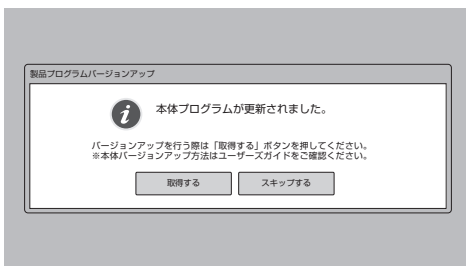 製品プログラムバージョンアップ
本体プログラムが更新されました。
バージョンアップを行う際は「取得する」ボタンを押してください。
※本体バージョンアップ方法はユーザーズガイドをご確認ください。
取得する
スキップする